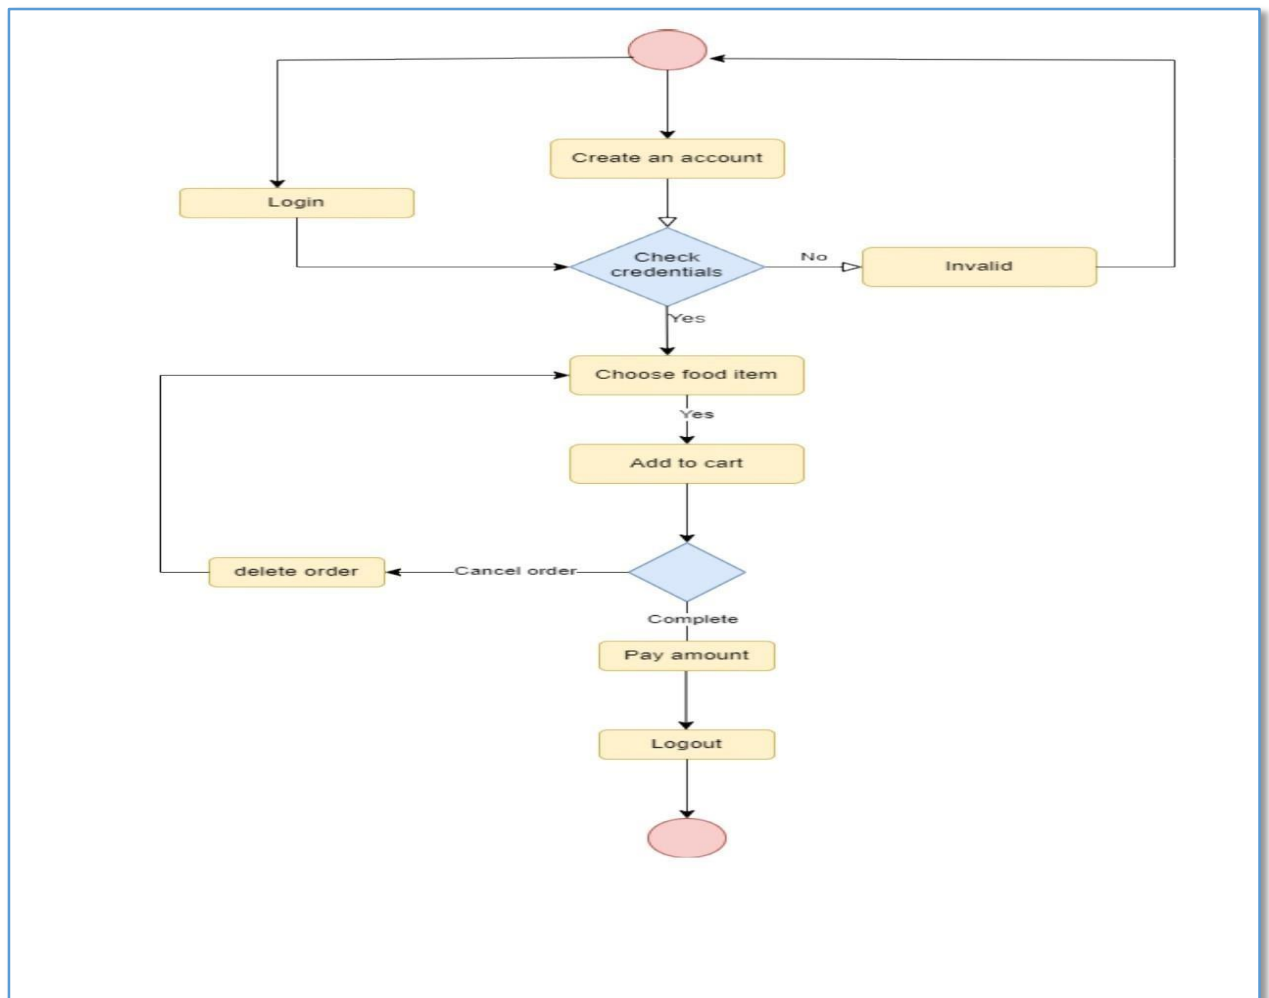 Create an account
Login
Check
credentials
No
Invalid
Yes
Choose food item
Yes
Add to cart
delete order
Cancel order
Complete
Pay amount
Logout